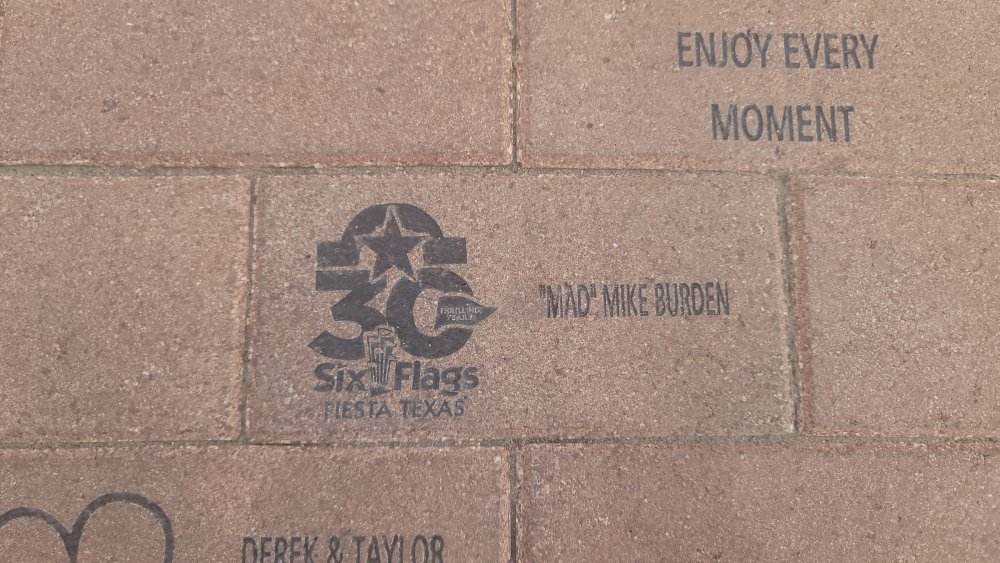 ENJOY EVERY
MOMENT
30
THRILLING
YEARS!
Six Flags
FIESTA TEXAS
"MAD" MIKE BURDEN
DEREK & TAYLOR